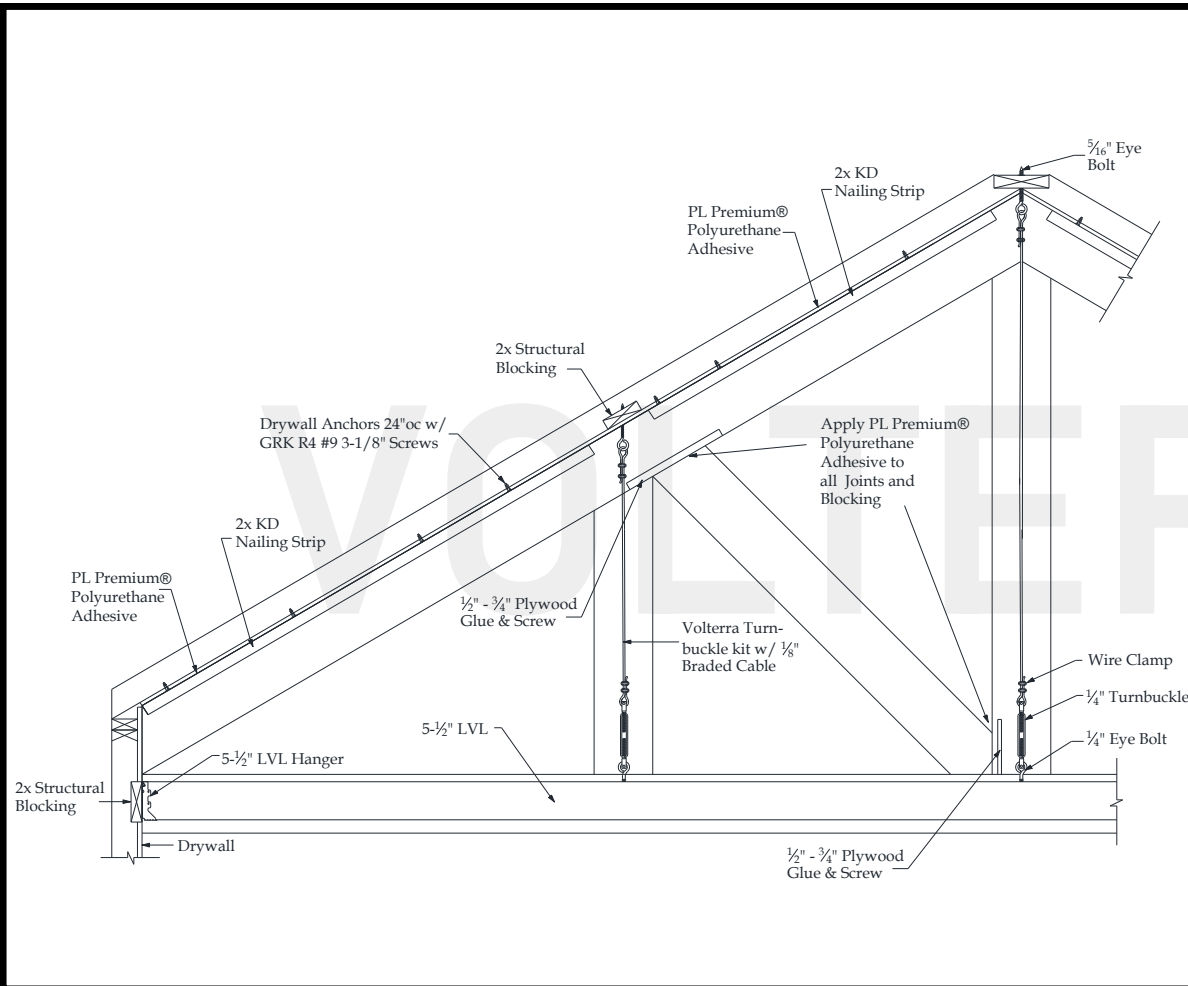 5/16" Eye
Bolt
2x KD
Nailing Strip
PL Premium®
Polyurethane
Adhesive
2x Structural
Blocking
Drywall Anchors 24"oc w/
GRK R4 #9 3-1/8" Screws
Apply PL Premium®
Polyurethane
Adhesive to
all Joints and
Blocking
2x KD
Nailing Strip
PL Premium®
Polyurethane
Adhesive
½" - ¾" Plywood
Glue & Screw
Volterra Turn-
buckle kit w/ ⅛"
Braded Cable
Wire Clamp
¼" Turnbuckle
¼" Eye Bolt
5-½" LVL
5-½" LVL Hanger
2x Structural
Blocking
Drywall
½" - ¾" Plywood
Glue & Screw
VOLTER